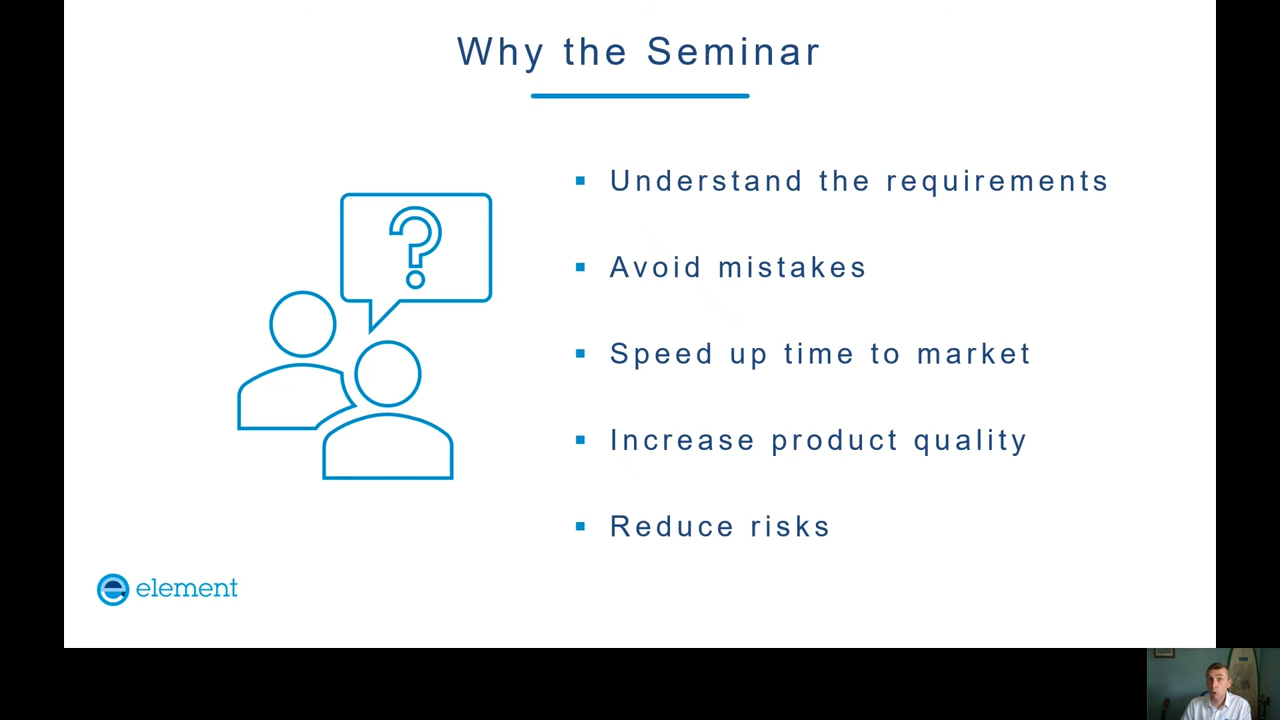 Why the Seminar
?
Understand the requirements
Avoid mistakes
Speed up time to market
Increase product quality
Reduce risks
element